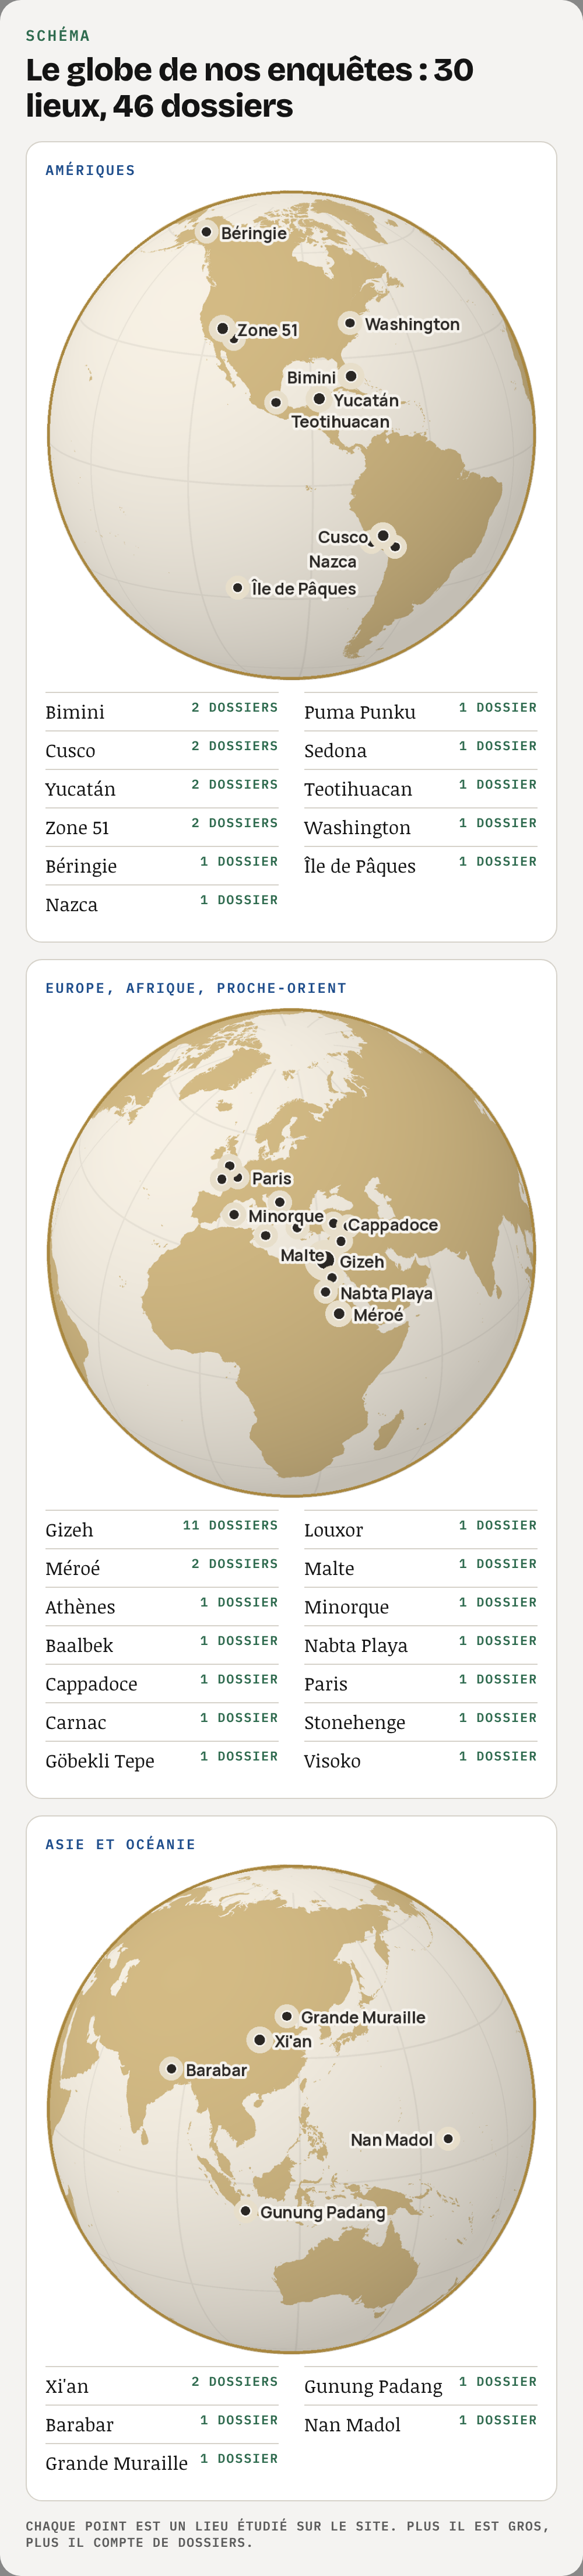 SCHÉMA
Le globe de nos enquêtes : 30
lieux, 46 dossiers
AMÉRIQUES
Béringie
Zone 51
Washington
Bimini
Yucatán
Teotihuacan
Cusco
Nazca
Île de Pâques
Bimini 2 DOSSIERS
Cusco 2 DOSSIERS
Yucatán 2 DOSSIERS
Zone 51 2 DOSSIERS
Béringie 1 DOSSIER
Nazca 1 DOSSIER
Puma Punku 1 DOSSIER
Sedona 1 DOSSIER
Teotihuacan 1 DOSSIER
Washington 1 DOSSIER
Île de Pâques 1 DOSSIER
EUROPE, AFRIQUE, PROCHE-ORIENT
Paris
Minorque
Cappadoce
Malte
Gizeh
Nabta Playa
Méroé
Gizeh 11 DOSSIERS
Méroé 2 DOSSIERS
Athènes 1 DOSSIER
Baalbek 1 DOSSIER
Cappadoce 1 DOSSIER
Carnac 1 DOSSIER
Göbekli Tepe 1 DOSSIER
Louxor 1 DOSSIER
Malte 1 DOSSIER
Minorque 1 DOSSIER
Nabta Playa 1 DOSSIER
Paris 1 DOSSIER
Stonehenge 1 DOSSIER
Visoko 1 DOSSIER
ASIE ET OCÉANIE
Grande Muraille
Xi'an
Barabar
Nan Madol
Gunung Padang
Xi'an 2 DOSSIERS
Barabar 1 DOSSIER
Grande Muraille 1 DOSSIER
Gunung Padang 1 DOSSIER
Nan Madol 1 DOSSIER
CHAQUE POINT EST UN LIEU ÉTUDIÉ SUR LE SITE. PLUS IL EST GROS,
PLUS IL COMPTE DE DOSSIERS.